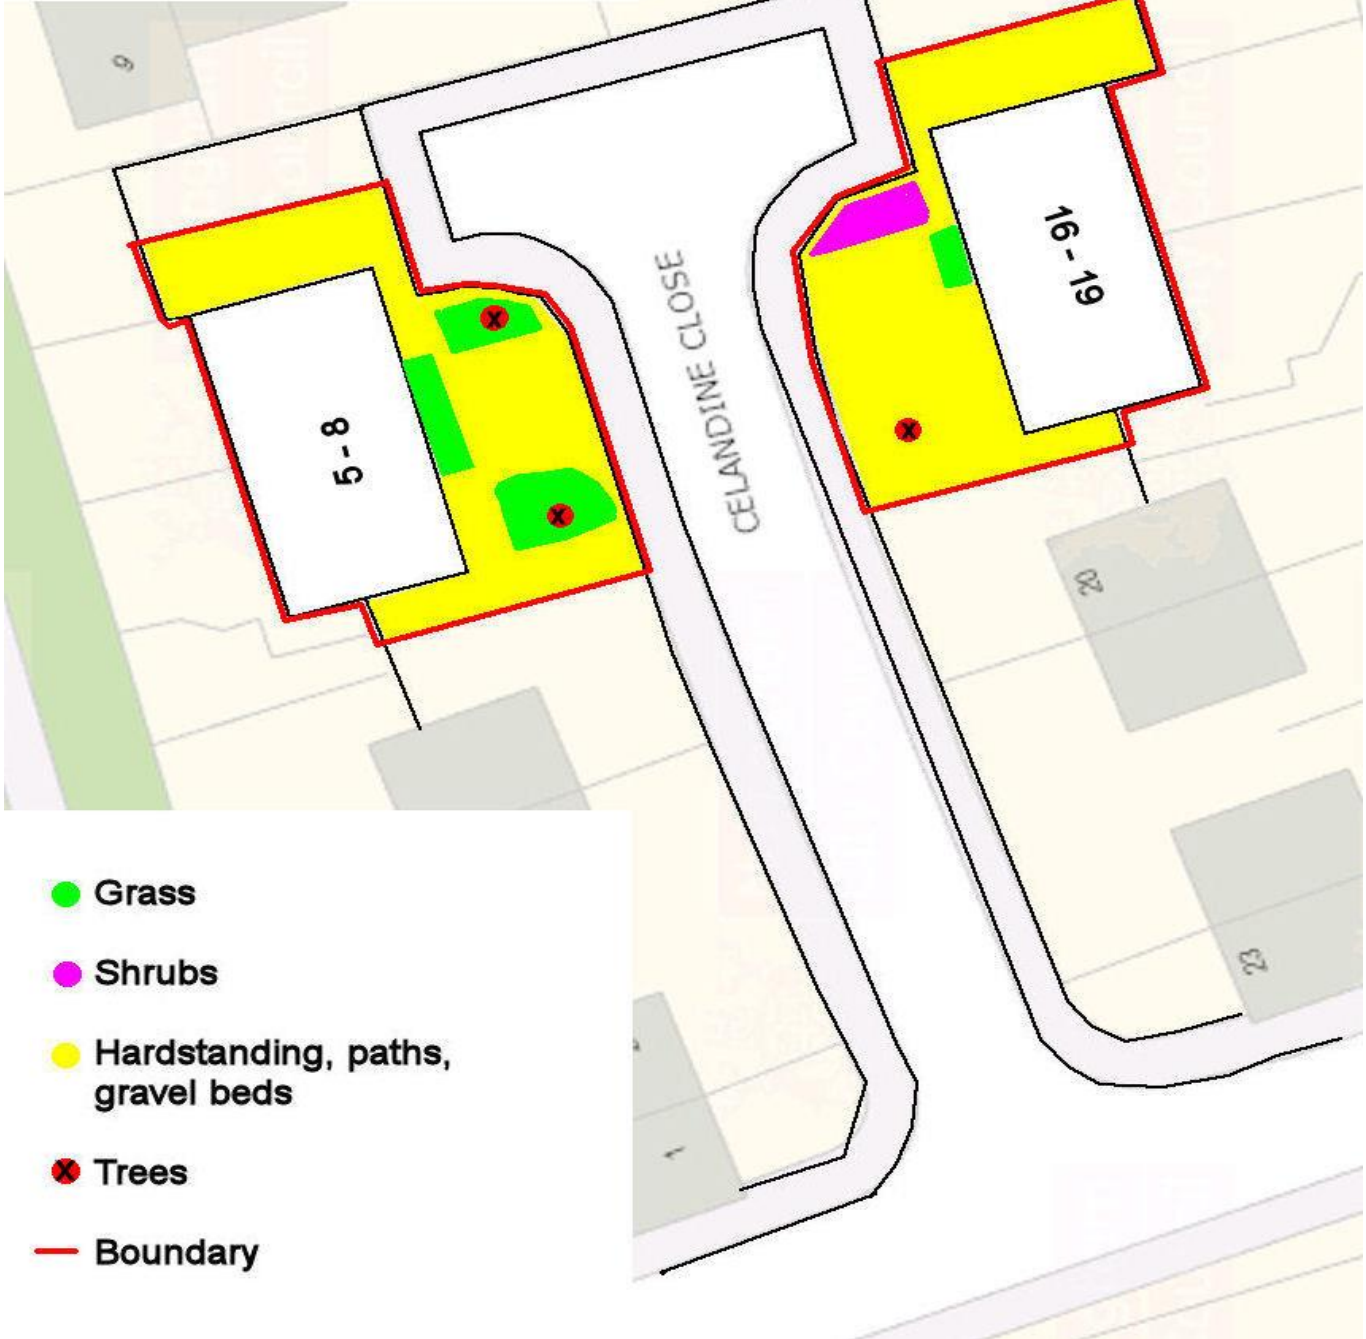 9
16 - 19
CELANDINE CLOSE
5 - 8
20
23
1
Grass
Shrubs
Hardstanding, paths,
gravel beds
Trees
Boundary